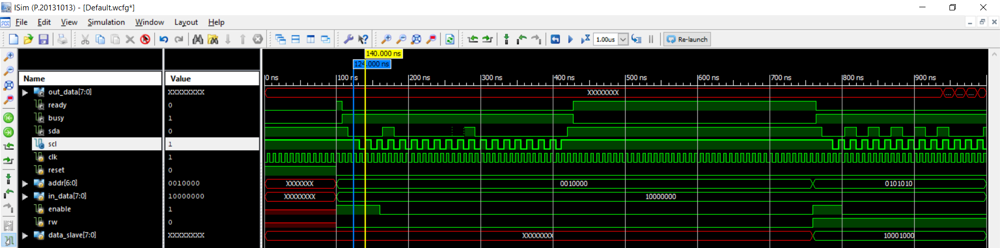 ISim (P.20131013) - [Default.wcfg*]
File Edit View Simulation Window Layout Help
1.00us Re-launch
140.000 ns
124.000 ns
0 ns 100 ns 200 ns 300 ns 400 ns 500 ns 600 ns 700 ns 800 ns 900 ns
Name Value
out_data[7:0] XXXXXXXX XXXXXXXX ... ... ...
ready 0
busy 1
sda 0
scl 1
clk 1
reset 0
addr[6:0] 0010000 XXXXXXX 0010000 0101010
in_data[7:0] 10000000 XXXXXXXX 10000000
enable 1
rw 0
data_slave[7:0] XXXXXXXX XXXXXXXX 10001000